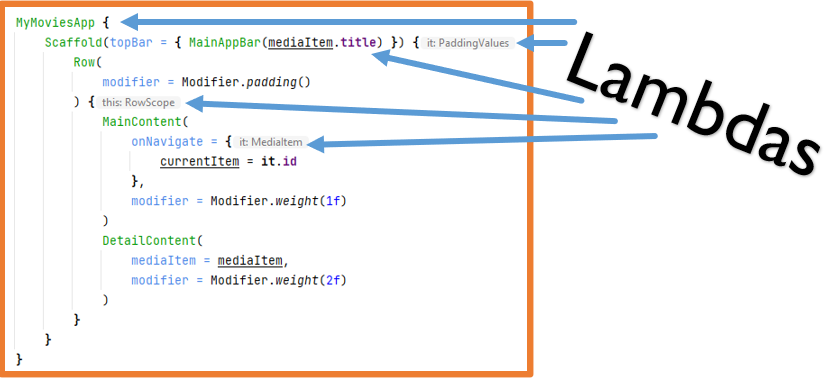 MyMoviesApp {
Scaffold(topBar = { MainAppBar(mediaItem.title) }) { it: PaddingValues
Row(
modifier = Modifier.padding()
) { this: RowScope
MainContent(
onNavigate = { it: MediaItem
currentItem = it.id
},
modifier = Modifier.weight(1f)
)
DetailContent(
mediaItem = mediaItem,
modifier = Modifier.weight(2f)
)
}
}
}
Lambdas